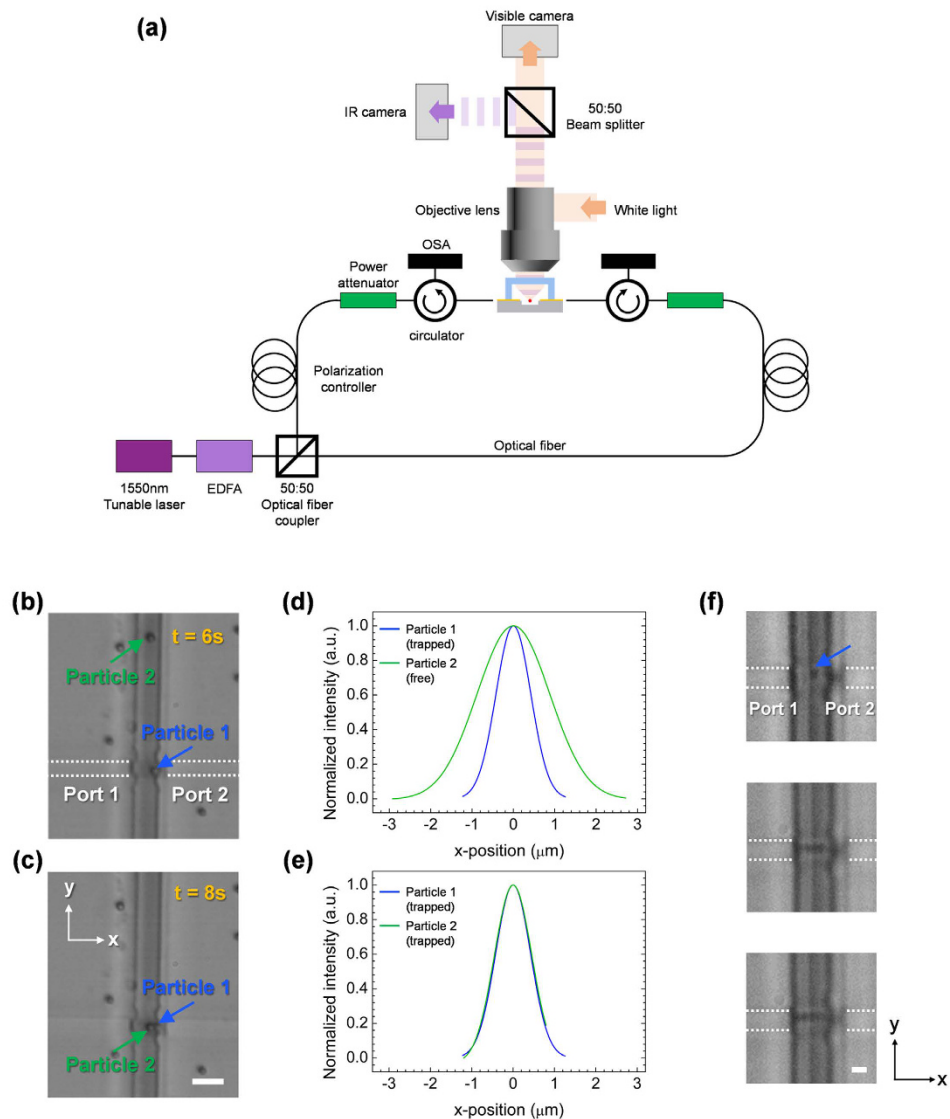 (a)
Visible camera
IR camera
50:50
Beam splitter
Objective lens
White light
OSA
Power
attenuator
circulator
Polarization
controller
Optical fiber
1550nm
Tunable laser
EDFA
50:50
Optical fiber
coupler
(b)
t = 6s
Particle 2
Particle 1
Port 1
Port 2
(c)
y
x
t = 8s
Particle 1
Particle 2
(d)
Normalized intensity (a.u.)
1.0
0.8
0.6
0.4
0.2
0.0
Particle 1
(trapped)
Particle 2
(free)
-3 -2 -1 0 1 2 3
x-position (μm)
(e)
Normalized intensity (a.u.)
1.0
0.8
0.6
0.4
0.2
0.0
Particle 1
(trapped)
Particle 2
(trapped)
-3 -2 -1 0 1 2 3
x-position (μm)
(f)
Port 1
Port 2
y
x